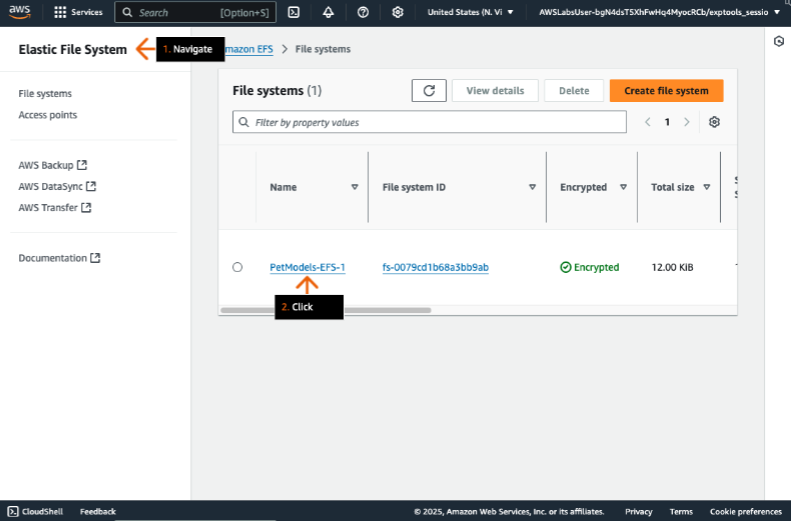 aws
Services
Search
[Option+S]
United States (N. Vi
AWSLabsUser-bgN4dsT5XhFwHq4MyocRCb/exptools_sessio
Elastic File System
1. Navigate
mazon EFS
File systems
File systems
Access points
AWS Backup
AWS DataSync
AWS Transfer
Documentation
File systems (1)
View details
Delete
Create file system
Filter by property values
1
Name
File system ID
Encrypted
Total size
PetModels-EFS-1
fs-0079cd1b68a3bb9ab
Encrypted
12.00 KiB
2. Click
CloudShell
Feedback
© 2025, Amazon Web Services, Inc. or its affiliates.
Privacy
Terms
Cookie preferences